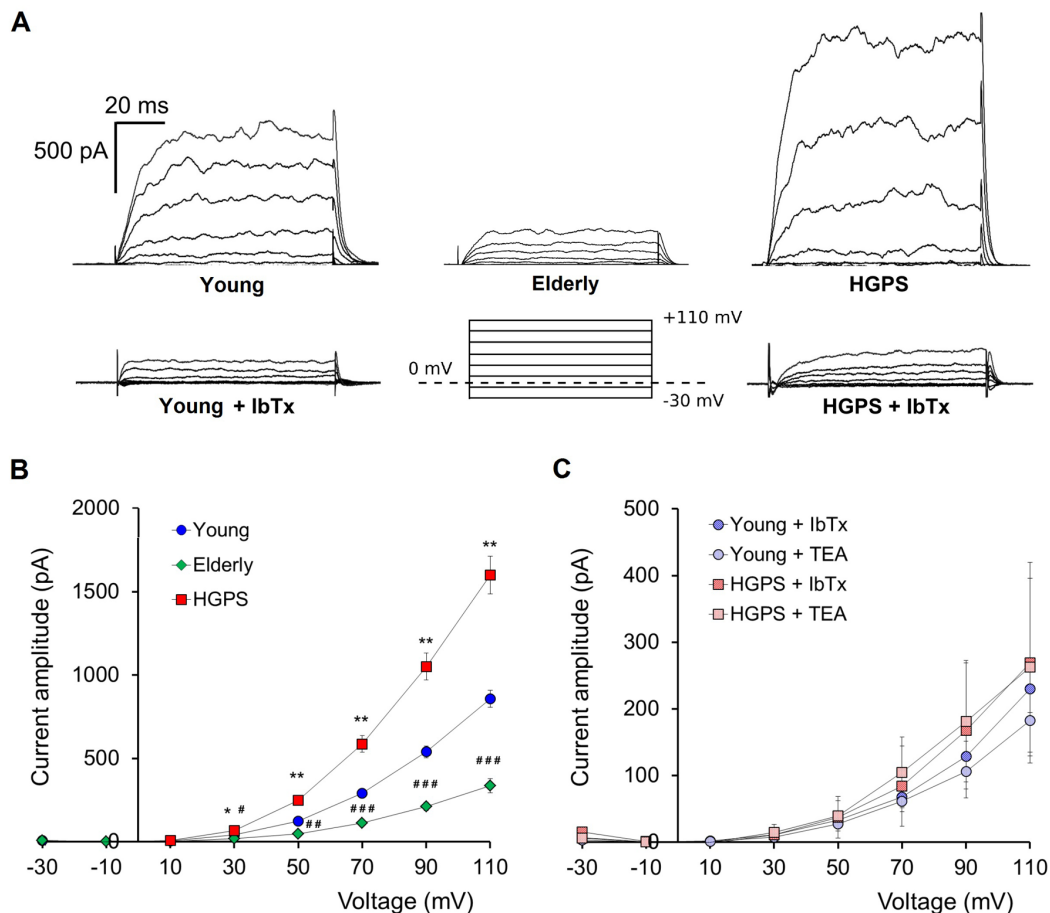 A
20 ms
500 pA
Young
Elderly
HGPS
+110 mV
0 mV
-30 mV
Young + IbTx
HGPS + IbTx
B
Current amplitude (pA)
2000
1500
1000
500
0
Young
Elderly
HGPS
* #
**
##
**
###
**
###
**
###
-30 -10 10 30 50 70 90 110
Voltage (mV)
C
Current amplitude (pA)
500
400
300
200
100
0
Young + IbTx
Young + TEA
HGPS + IbTx
HGPS + TEA
-30 -10 10 30 50 70 90 110
Voltage (mV)